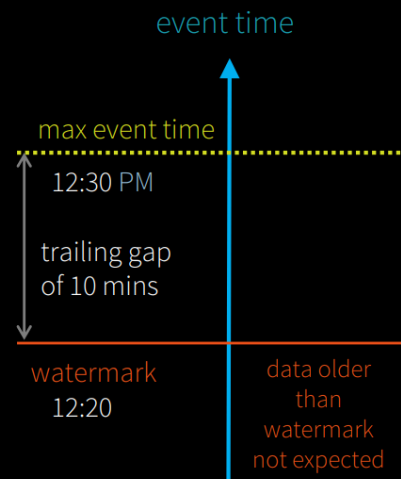 event time
max event time
12:30 PM
trailing gap
of 10 mins
watermark
12:20
data older
than
watermark
not expected